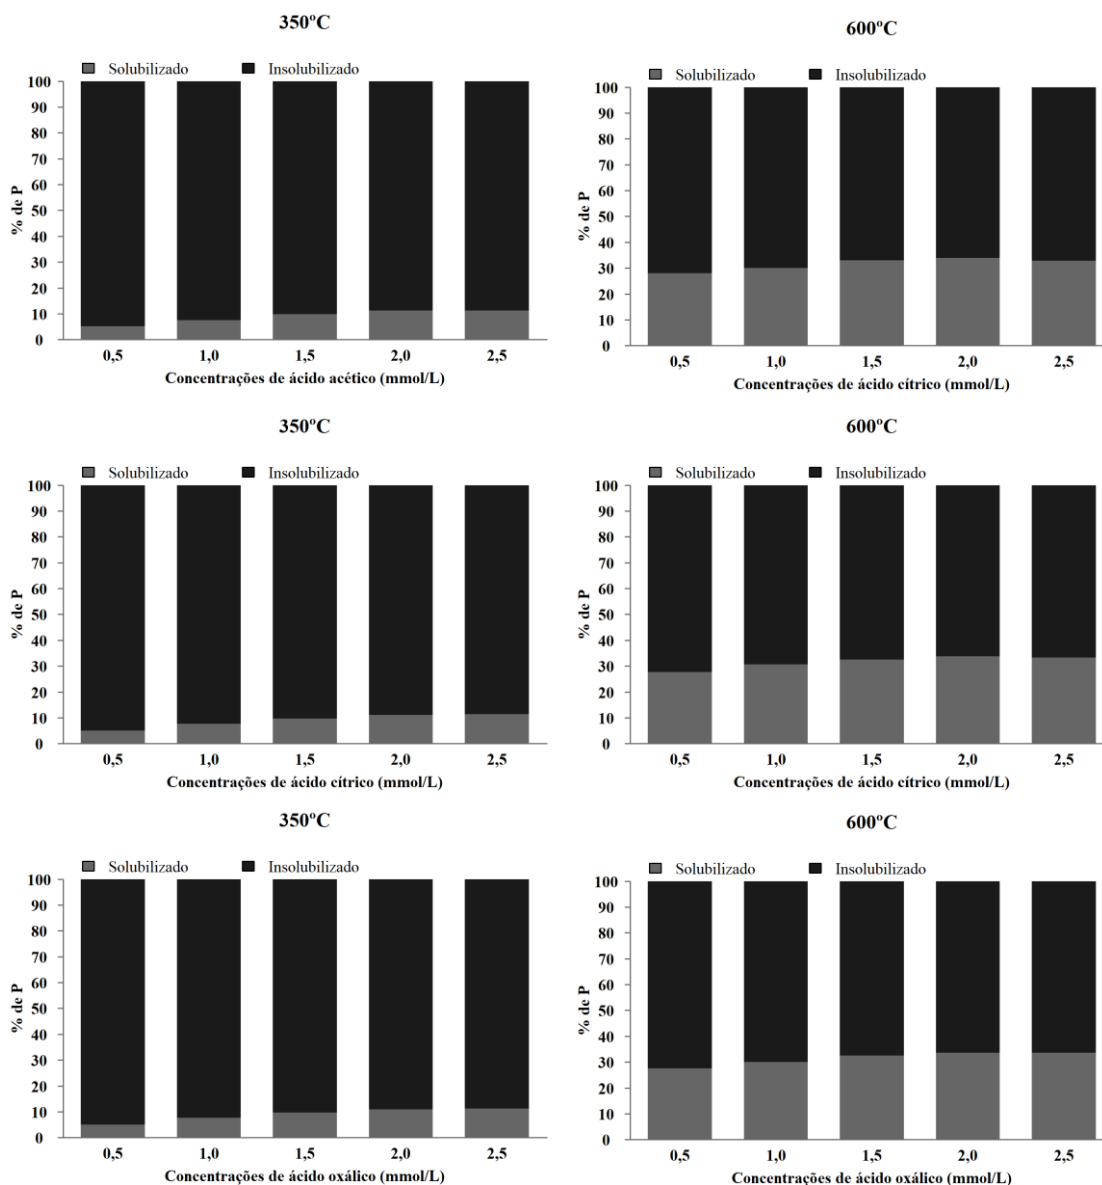 350ºC
Solubilizado Insolubilizado
100
90
80
70
60
50
40
30
20
10
0
% de P
0,5 1,0 1,5 2,0 2,5
Concentrações de ácido acético (mmol/L)
600ºC
Solubilizado Insolubilizado
100
90
80
70
60
50
40
30
20
10
0
% de P
0,5 1,0 1,5 2,0 2,5
Concentrações de ácido cítrico (mmol/L)
350ºC
Solubilizado Insolubilizado
100
90
80
70
60
50
40
30
20
10
0
% de P
0,5 1,0 1,5 2,0 2,5
Concentrações de ácido cítrico (mmol/L)
600ºC
Solubilizado Insolubilizado
100
90
80
70
60
50
40
30
20
10
0
% de P
0,5 1,0 1,5 2,0 2,5
Concentrações de ácido cítrico (mmol/L)
350ºC
Solubilizado Insolubilizado
100
90
80
70
60
50
40
30
20
10
0
% de P
0,5 1,0 1,5 2,0 2,5
Concentrações de ácido oxálico (mmol/L)
600ºC
Solubilizado Insolubilizado
100
90
80
70
60
50
40
30
20
10
0
% de P
0,5 1,0 1,5 2,0 2,5
Concentrações de ácido oxálico (mmol/L)